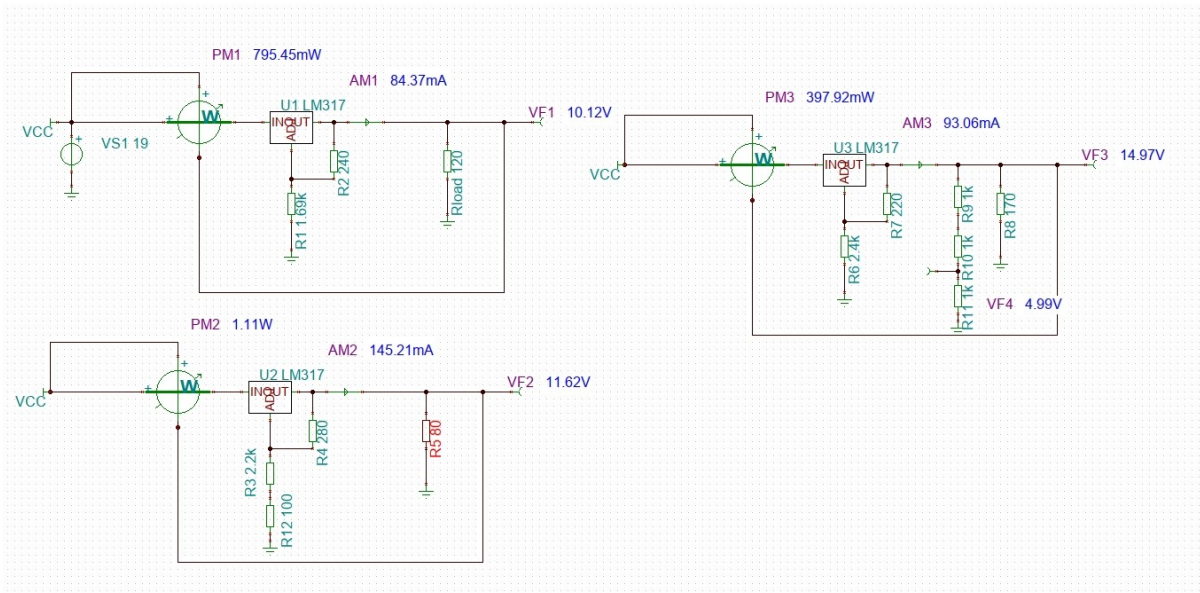 PM1 795.45mW
AM1 84.37mA
U1 LM317
VF1 10.12V
VCC
VS1 19
+
+
+
W
IN
OUT
ADJ
R2 240
R1 1.69k
Rload 120
PM3 397.92mW
AM3 93.06mA
U3 LM317
VF3 14.97V
VCC
+
+
W
IN
OUT
ADJ
R7 220
R6 2.4k
R9 1k
R10 1k
R11 1k
R8 170
VF4 4.99V
PM2 1.11W
AM2 145.21mA
U2 LM317
VF2 11.62V
VCC
+
+
W
IN
OUT
ADJ
R4 280
R3 2.2k
R12 100
R5 80